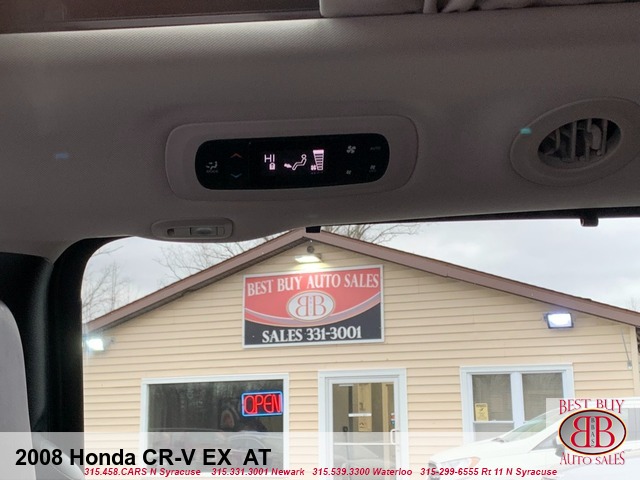 HI
BEST BUY AUTO SALES
BB
SALES 331-3001
OPEN
BEST BUY
BB
AUTO SALES
2008 Honda CR-V EX AT
315.458.CARS N Syracuse 315.331.3001 Newark 315.539.3300 Waterloo 315-299-6555 Rt 11 N Syracuse